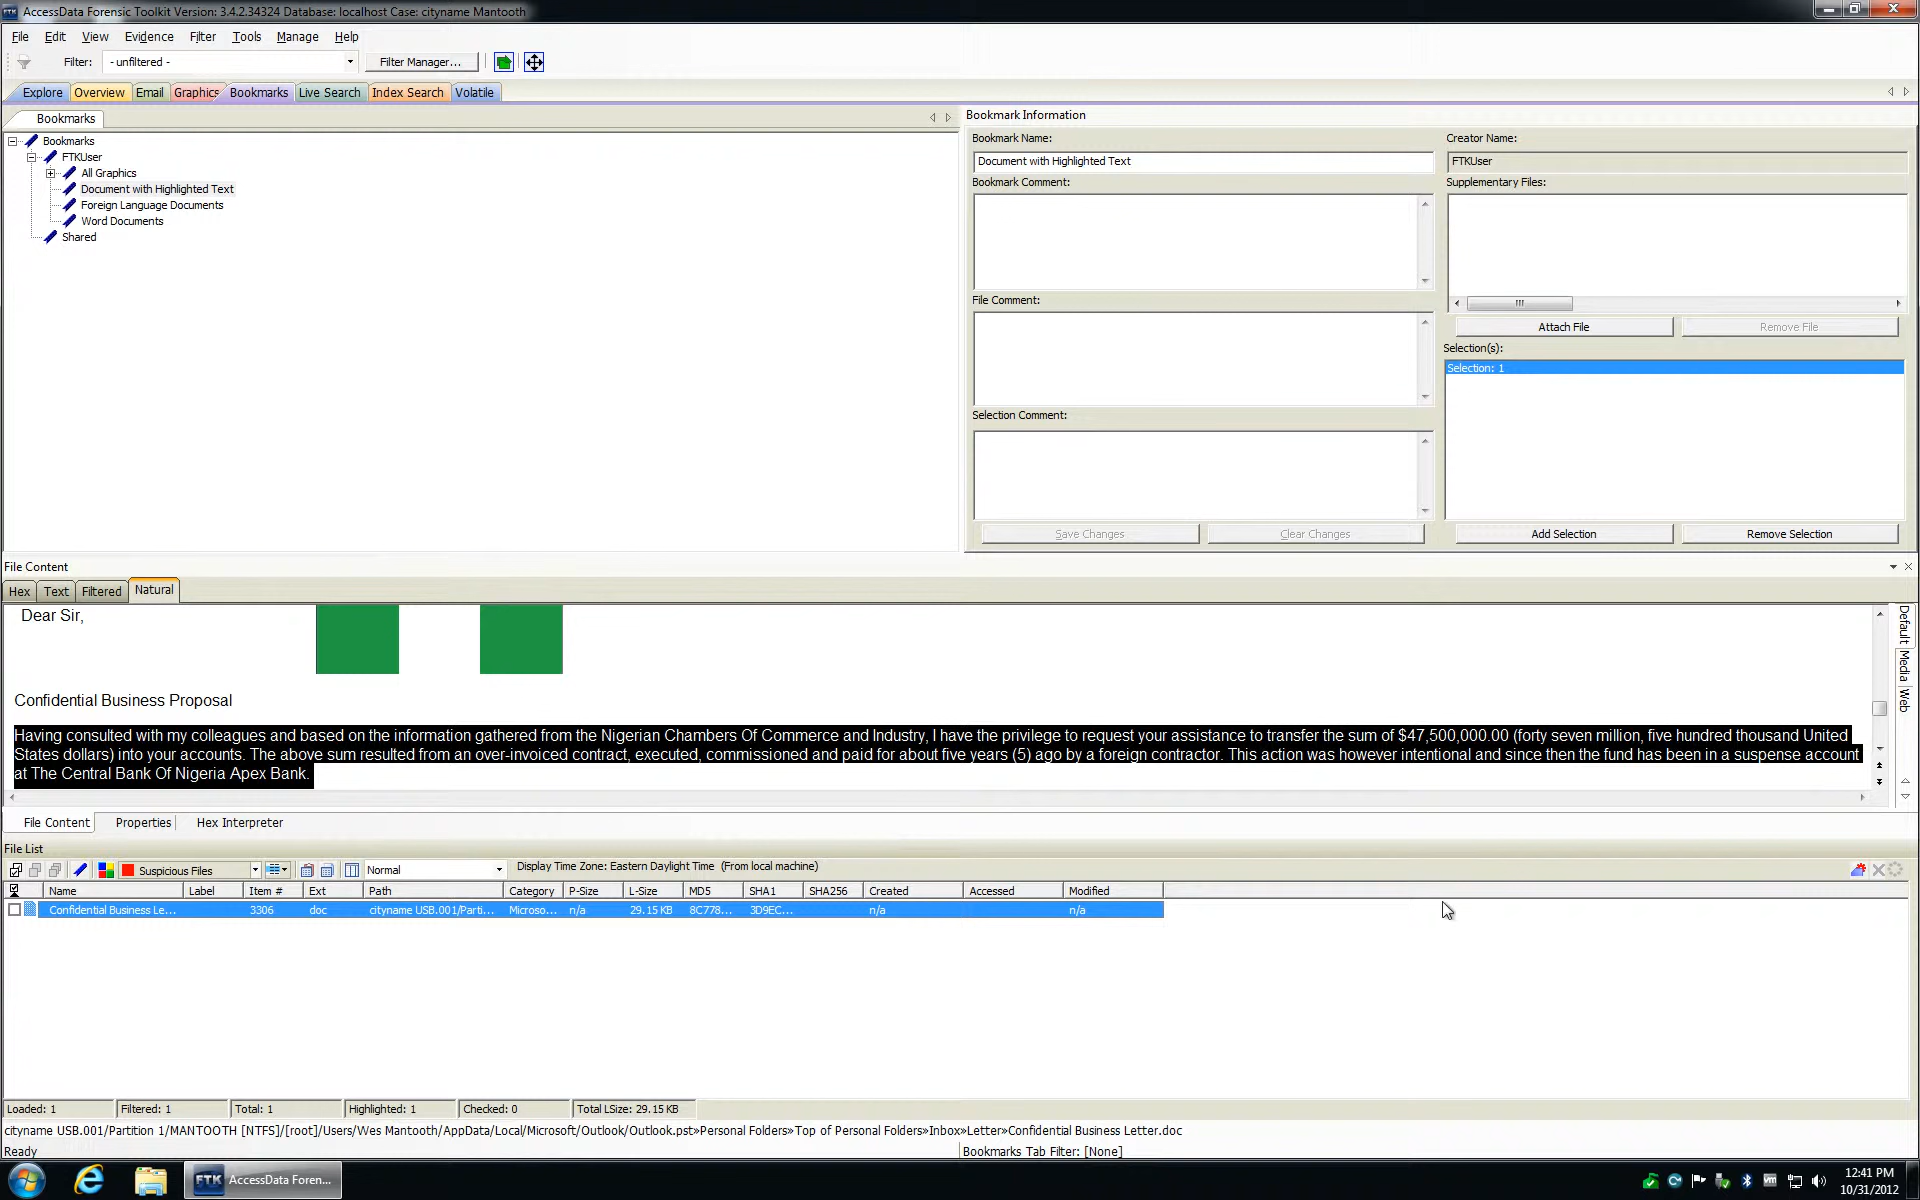 AccessData Forensic Toolkit Version: 3.4.2.34324 Database: localhost Case: cityname Mantooth
File Edit View Evidence Filter Tools Manage Help
Filter: - unfiltered - Filter Manager...
Explore Overview Email Graphics Bookmarks Live Search Index Search Volatile
Bookmarks
Bookmarks
FTKUser
All Graphics
Document with Highlighted Text
Foreign Language Documents
Word Documents
Shared
Bookmark Information
Bookmark Name:
Document with Highlighted Text
Bookmark Comment:
File Comment:
Selection Comment:
Save Changes Clear Changes
Creator Name:
FTKUser
Supplementary Files:
Attach File Remove File
Selection(s):
Selection: 1
Add Selection Remove Selection
File Content
Hex Text Filtered Natural
Dear Sir,
Confidential Business Proposal
Having consulted with my colleagues and based on the information gathered from the Nigerian Chambers Of Commerce and Industry, I have the privilege to request your assistance to transfer the sum of $47,500,000.00 (forty seven million, five hundred thousand United
States dollars) into your accounts. The above sum resulted from an over-invoiced contract, executed, commissioned and paid for about five years (5) ago by a foreign contractor. This action was however intentional and since then the fund has been in a suspense account
at The Central Bank Of Nigeria Apex Bank.
Default Media Web
File Content Properties Hex Interpreter
File List
Suspicious Files Normal Display Time Zone: Eastern Daylight Time (From local machine)
Name Label Item # Ext Path Category P-Size L-Size MD5 SHA1 SHA256 Created Accessed Modified
Confidential Business Le... 3306 doc cityname USB.001/Parti... Microso... n/a 29.15 KB 8C778... 3D9EC... n/a n/a
Loaded: 1 Filtered: 1 Total: 1 Highlighted: 1 Checked: 0 Total LSize: 29.15 KB
cityname USB.001/Partition 1/MANTOOTH [NTFS]/[root]/Users/Wes Mantooth/AppData/Local/Microsoft/Outlook/Outlook.pst»Personal Folders»Top of Personal Folders»Inbox»Letter»Confidential Business Letter.doc
Ready Bookmarks Tab Filter: [None]
FTK AccessData Foren...
12:41 PM
10/31/2012